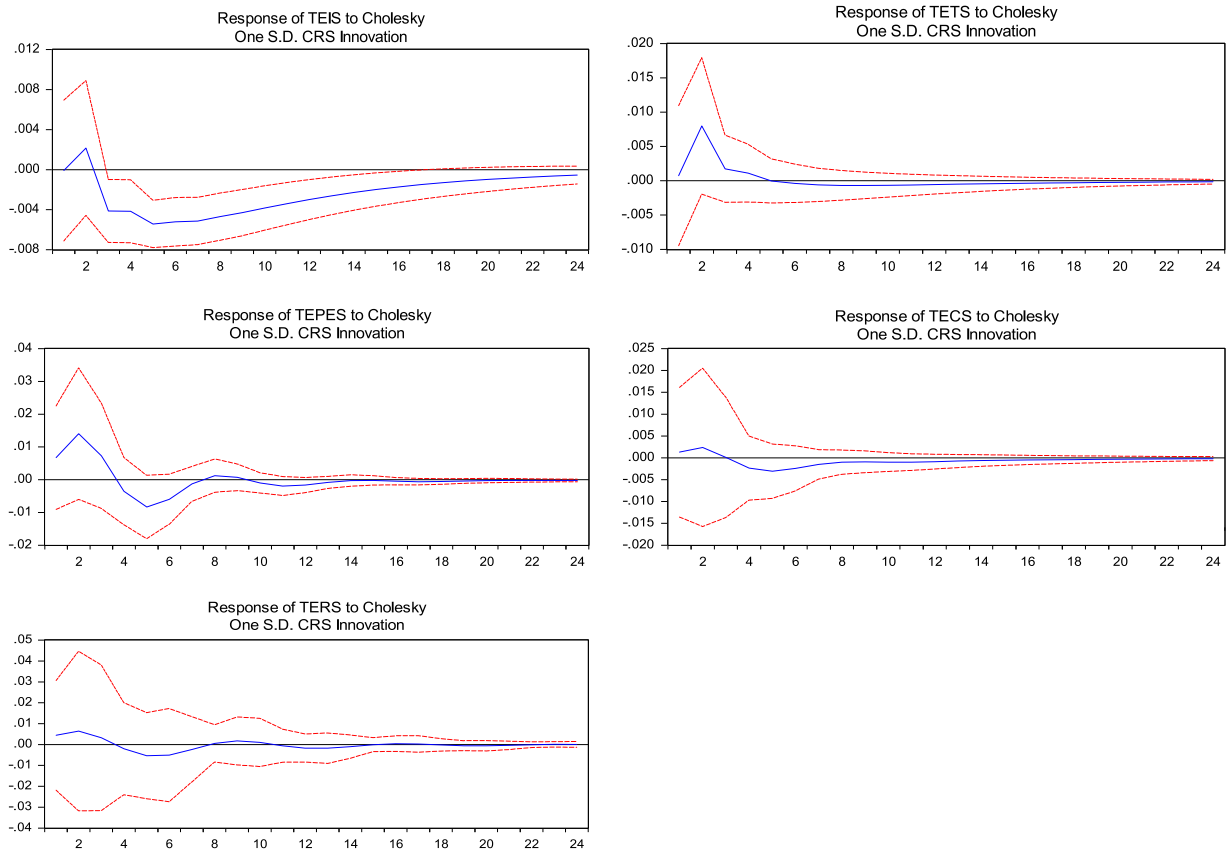 Response of TEIS to Cholesky
One S.D. CRS Innovation
.012
.008
.004
.000
-.004
-.008
2 4 6 8 10 12 14 16 18 20 22 24
Response of TETS to Cholesky
One S.D. CRS Innovation
.020
.015
.010
.005
.000
-.005
-.010
2 4 6 8 10 12 14 16 18 20 22 24
Response of TEPES to Cholesky
One S.D. CRS Innovation
.04
.03
.02
.01
.00
-.01
-.02
2 4 6 8 10 12 14 16 18 20 22 24
Response of TECS to Cholesky
One S.D. CRS Innovation
.025
.020
.015
.010
.005
.000
-.005
-.010
-.015
-.020
2 4 6 8 10 12 14 16 18 20 22 24
Response of TERS to Cholesky
One S.D. CRS Innovation
.05
.04
.03
.02
.01
.00
-.01
-.02
-.03
-.04
2 4 6 8 10 12 14 16 18 20 22 24